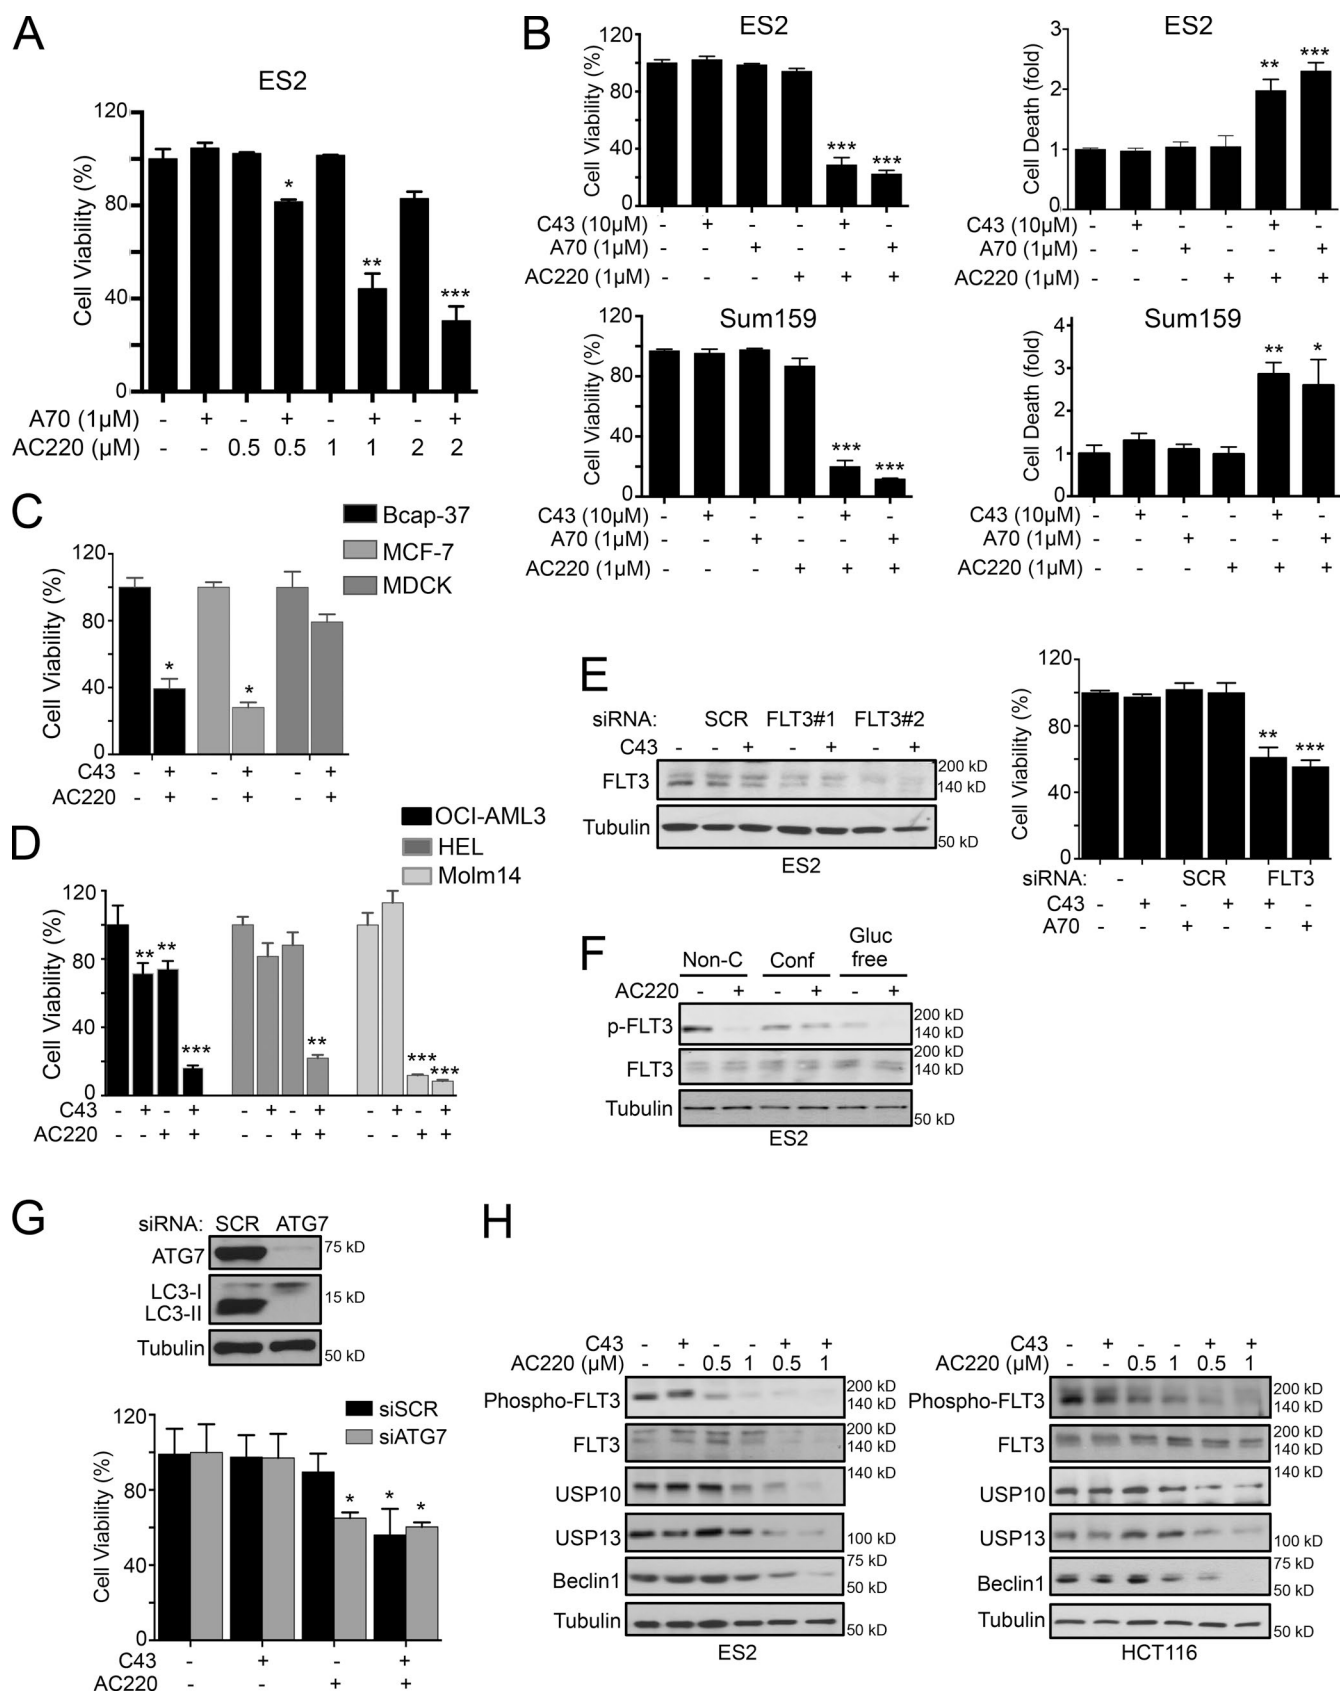 A
ES2
Cell Viability (%)
120
80
40
0
*
**
***
A70 (1µM) - + - + - + - +
AC220 (µM) - - 0.5 0.5 1 1 2 2
B
ES2
Cell Viability (%)
120
80
40
0
***
***
C43 (10µM) - + - - + -
A70 (1µM) - - + - - +
AC220 (1µM) - - - + + +
ES2
Cell Death (fold)
3
2
1
0
**
***
C43 (10µM) - + - - + -
A70 (1µM) - - + - - +
AC220 (1µM) - - - + + +
Sum159
Cell Viability (%)
120
80
40
0
***
***
C43 (10µM) - + - - + -
A70 (1µM) - - + - - +
AC220 (1µM) - - - + + +
Sum159
Cell Death (fold)
4
3
2
1
0
**
*
C43 (10µM) - + - - + -
A70 (1µM) - - + - - +
AC220 (1µM) - - - + + +
C
Bcap-37
MCF-7
MDCK
Cell Viability (%)
120
80
40
0
*
*
C43 - + - + - +
AC220 - + - + - +
D
OCI-AML3
HEL
Molm14
Cell Viability (%)
120
80
40
0
** ** ***
**
*** ***
C43 - + - + - + - + - + - +
AC220 - - + + - - + + - - + +
E
siRNA: SCR FLT3#1 FLT3#2
C43 - - + - + - +
FLT3
200 kD
140 kD
Tubulin
50 kD
ES2
Cell Viability (%)
120
80
40
0
**
***
siRNA: - SCR FLT3
C43 - + - + + -
A70 - - + - - +
F
Non-C Conf Gluc free
AC220 - + - + - +
p-FLT3
200 kD
140 kD
FLT3
200 kD
140 kD
Tubulin
50 kD
ES2
G
siRNA: SCR ATG7
ATG7
75 kD
LC3-I
LC3-II
15 kD
Tubulin
50 kD
siSCR
siATG7
Cell Viability (%)
120
80
40
0
*
*
*
C43 - + - +
AC220 - - + +
H
C43 - + - - + +
AC220 (µM) - - 0.5 1 0.5 1
Phospho-FLT3
200 kD
140 kD
FLT3
200 kD
140 kD
USP10
140 kD
USP13
100 kD
Beclin1
75 kD
50 kD
Tubulin
50 kD
ES2
C43 - + - - + +
AC220 (µM) - - 0.5 1 0.5 1
Phospho-FLT3
200 kD
140 kD
FLT3
200 kD
140 kD
USP10
140 kD
USP13
100 kD
Beclin1
75 kD
50 kD
Tubulin
50 kD
HCT116